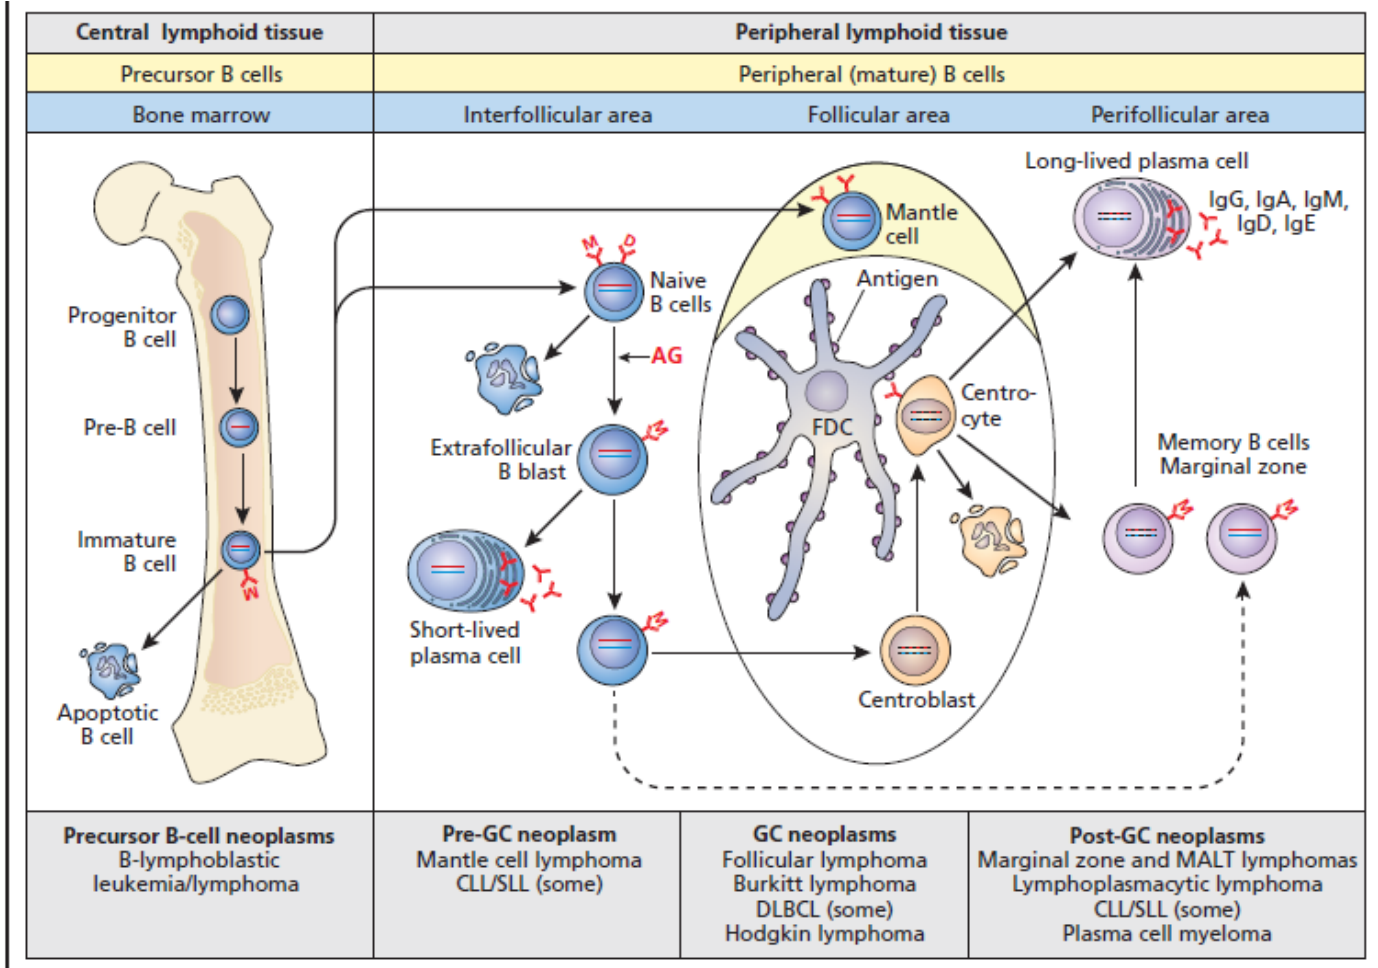 Central lymphoid tissue
Peripheral lymphoid tissue
Precursor B cells
Peripheral (mature) B cells
Bone marrow
Interfollicular area
Follicular area
Perifollicular area
Progenitor
B cell
Pre-B cell
Immature
B cell
M
Apoptotic
B cell
M
D
Naive
B cells
AG
Extrafollicular
B blast
M
Short-lived
plasma cell
M
Mantle
cell
Antigen
FDC
Centro-
cyte
Centroblast
Long-lived plasma cell
IgG, IgA, IgM,
IgD, IgE
Memory B cells
Marginal zone
M
M
Precursor B-cell neoplasms
B-lymphoblastic
leukemia/lymphoma
Pre-GC neoplasm
Mantle cell lymphoma
CLL/SLL (some)
GC neoplasms
Follicular lymphoma
Burkitt lymphoma
DLBCL (some)
Hodgkin lymphoma
Post-GC neoplasms
Marginal zone and MALT lymphomas
Lymphoplasmacytic lymphoma
CLL/SLL (some)
Plasma cell myeloma